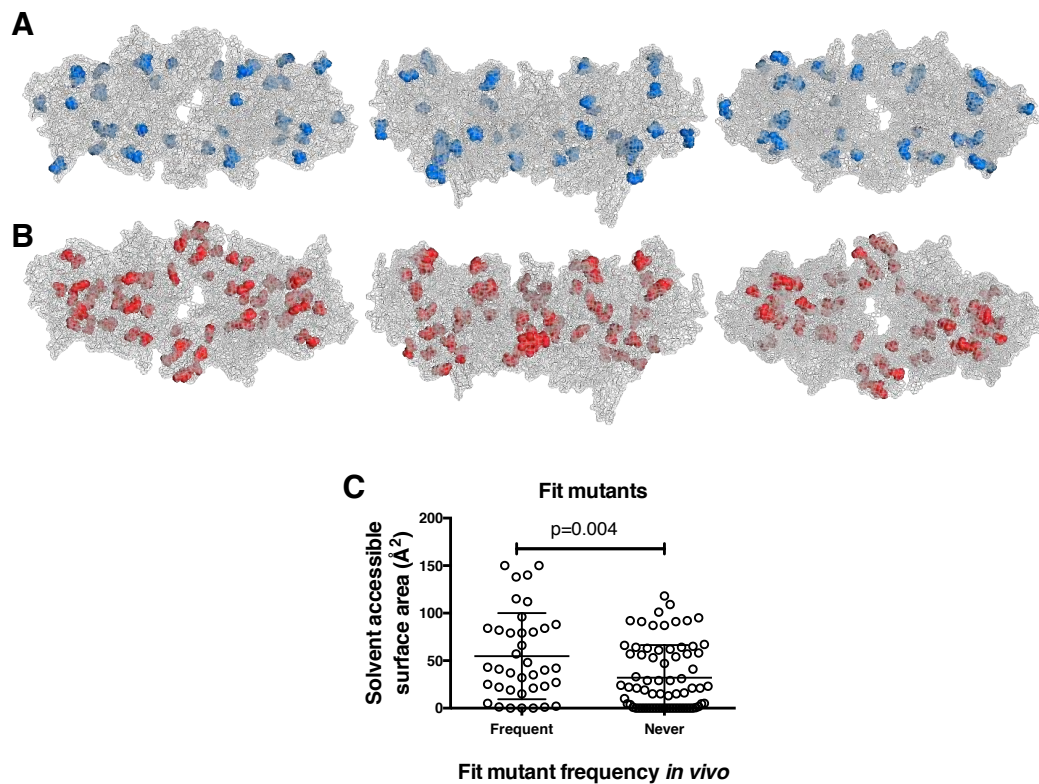 A
B
C
Fit mutants
p=0.004
Solvent accessible
surface area (Å²)
200
150
100
50
0
Frequent
Never
Fit mutant frequency in vivo